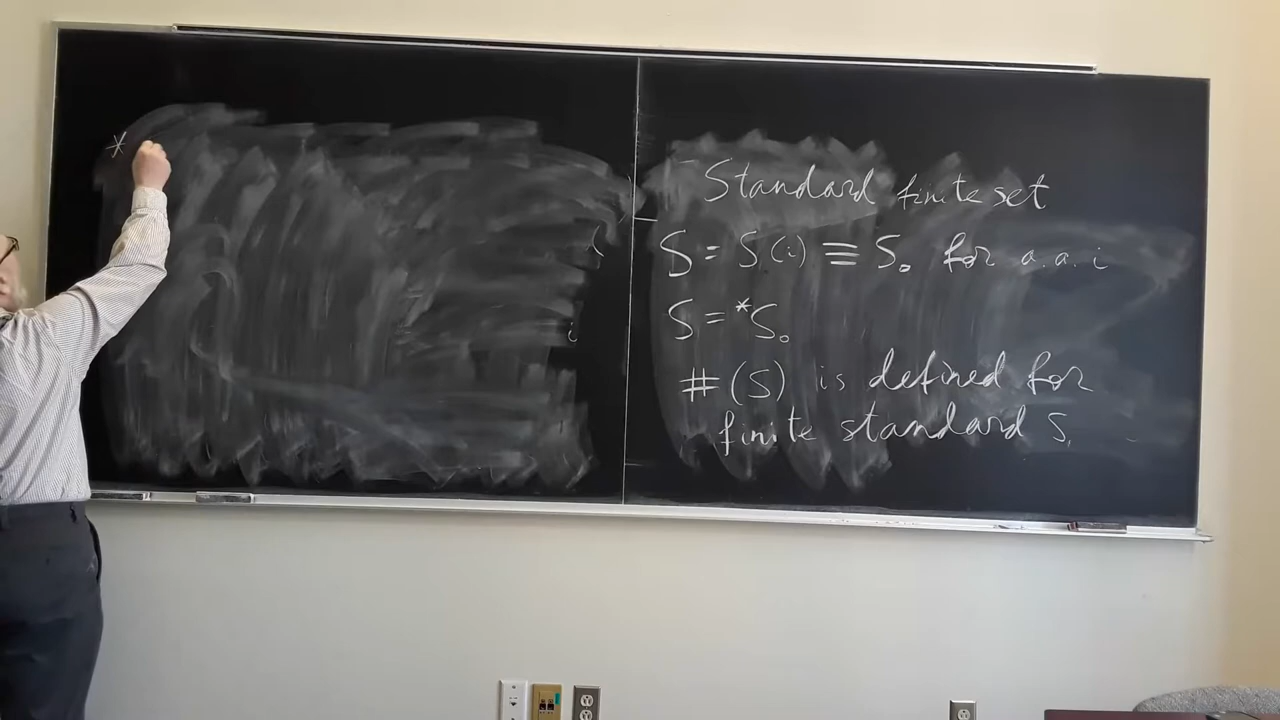 *
Standard finite set
S = S(i) ≡ S₀ for a.a. i
S = *S₀
#(S) is defined for
finite standard S.